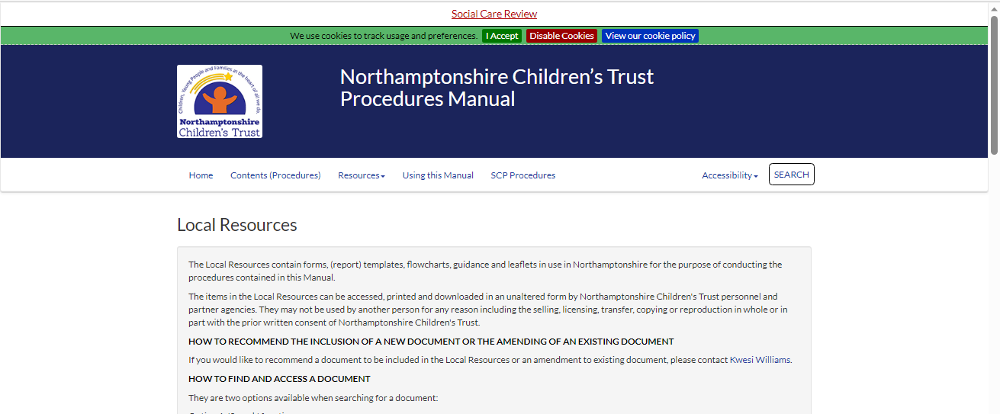 Social Care Review
We use cookies to track usage and preferences. I Accept Disable Cookies View our cookie policy
Children, Young People and Families at the heart of all we do.
Northamptonshire
Children's Trust
Northamptonshire Children’s Trust
Procedures Manual
Home Contents (Procedures) Resources Using this Manual SCP Procedures Accessibility SEARCH
Local Resources
The Local Resources contain forms, (report) templates, flowcharts, guidance and leaflets in use in Northamptonshire for the purpose of conducting the
procedures contained in this Manual.
The items in the Local Resources can be accessed, printed and downloaded in an unaltered form by Northamptonshire Children's Trust personnel and
partner agencies. They may not be used by another person for any reason including the selling, licensing, transfer, copying or reproduction in whole or in
part with the prior written consent of Northamptonshire Children's Trust.
HOW TO RECOMMEND THE INCLUSION OF A NEW DOCUMENT OR THE AMENDING OF AN EXISTING DOCUMENT
If you would like to recommend a document to be included in the Local Resources or an amendment to existing document, please contact Kwesi Williams.
HOW TO FIND AND ACCESS A DOCUMENT
They are two options available when searching for a document: